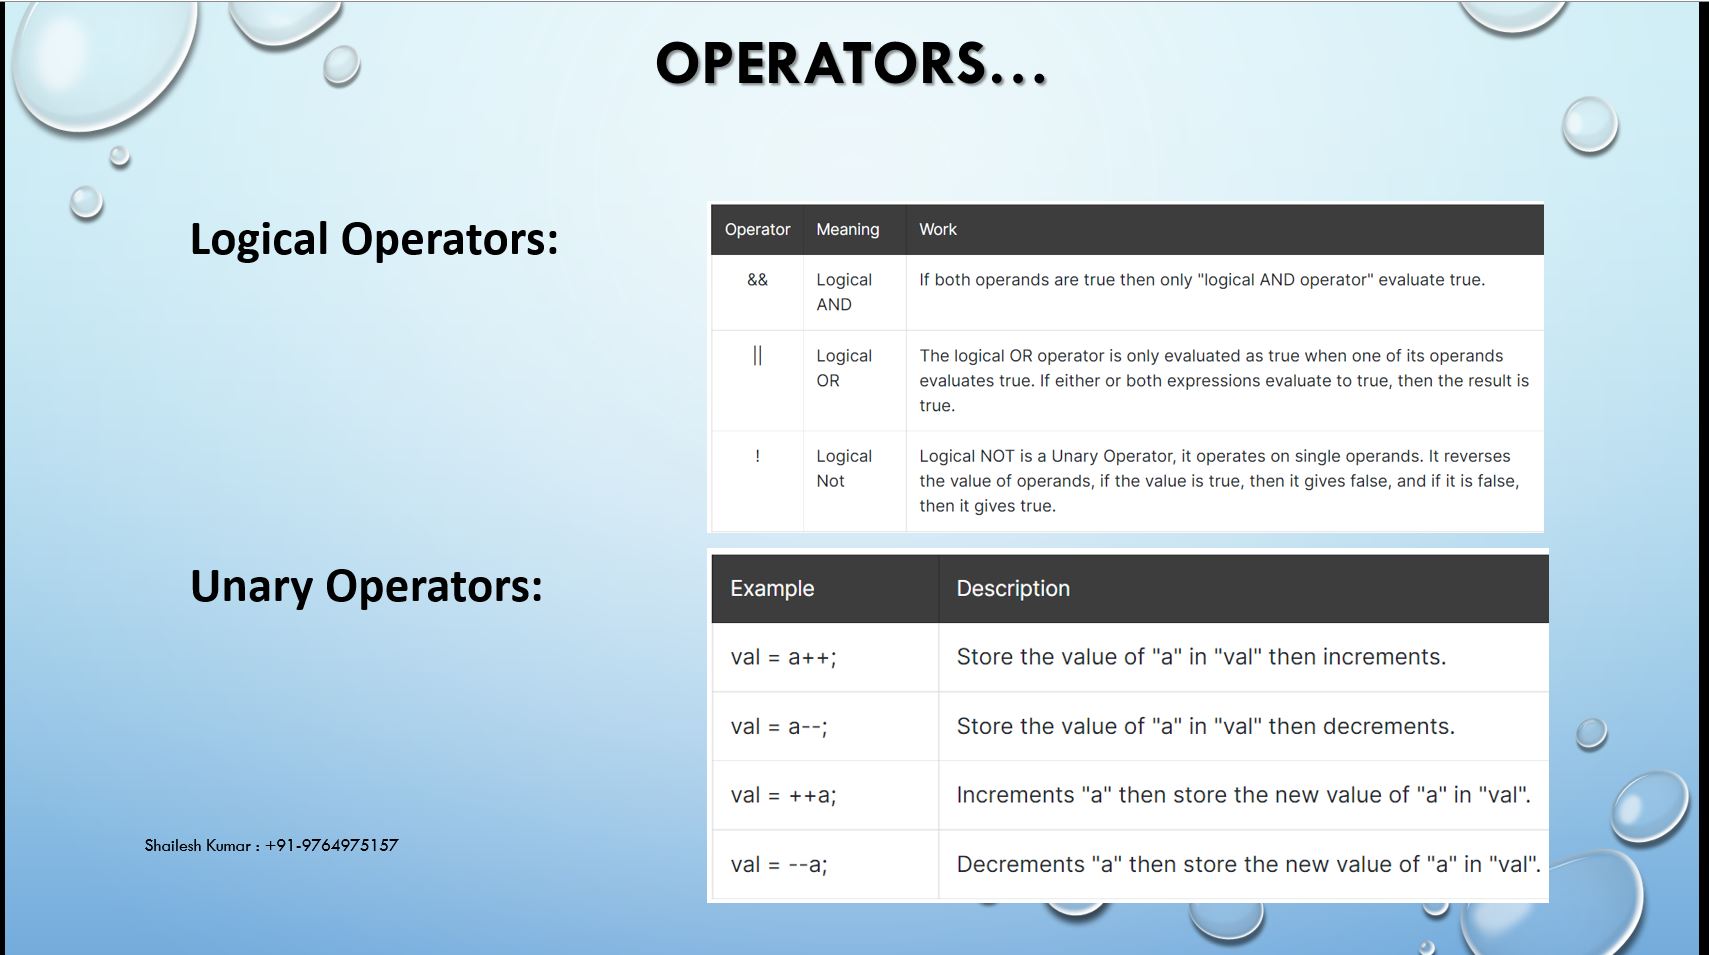 OPERATORS...
Logical Operators:
Operator Meaning Work
&& Logical If both operands are true then only "logical AND operator" evaluate true.
AND
|| Logical The logical OR operator is only evaluated as true when one of its operands
OR evaluates true. If either or both expressions evaluate to true, then the result is
true.
! Logical Logical NOT is a Unary Operator, it operates on single operands. It reverses
Not the value of operands, if the value is true, then it gives false, and if it is false,
then it gives true.
Unary Operators:
Example Description
val = a++; Store the value of "a" in "val" then increments.
val = a--; Store the value of "a" in "val" then decrements.
val = ++a; Increments "a" then store the new value of "a" in "val".
val = --a; Decrements "a" then store the new value of "a" in "val".
Shailesh Kumar : +91-9764975157